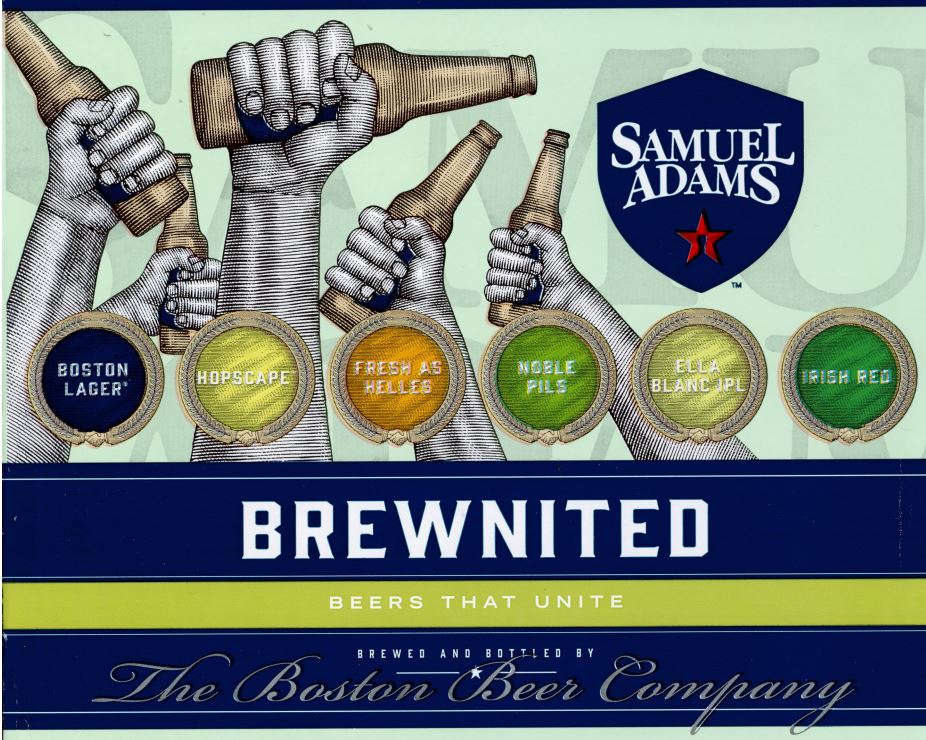 SAMUEL
ADAMS
TM
BOSTON
LAGER®
HOPSCAPE
FRESH AS
HELLES
NOBLE
PILS
ELLA
BLANC IPL
IRISH RED
BREWNITED
BEERS THAT UNITE
BREWED AND BOTTLED BY
The Boston Beer Company